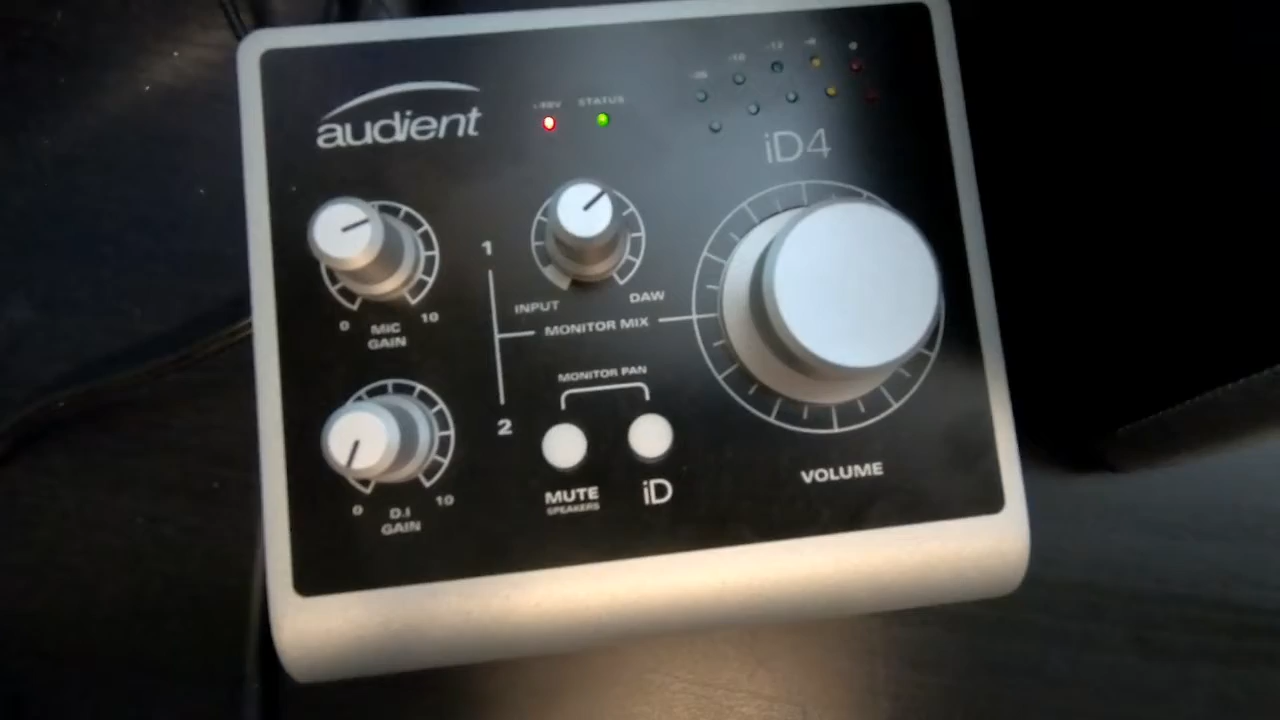 audient
+48V STATUS
-12
iD4
1
INPUT DAW
MONITOR MIX
0 MIC GAIN 10
MONITOR PAN
2
0 D.I GAIN 10
MUTE
SPEAKERS
iD
VOLUME